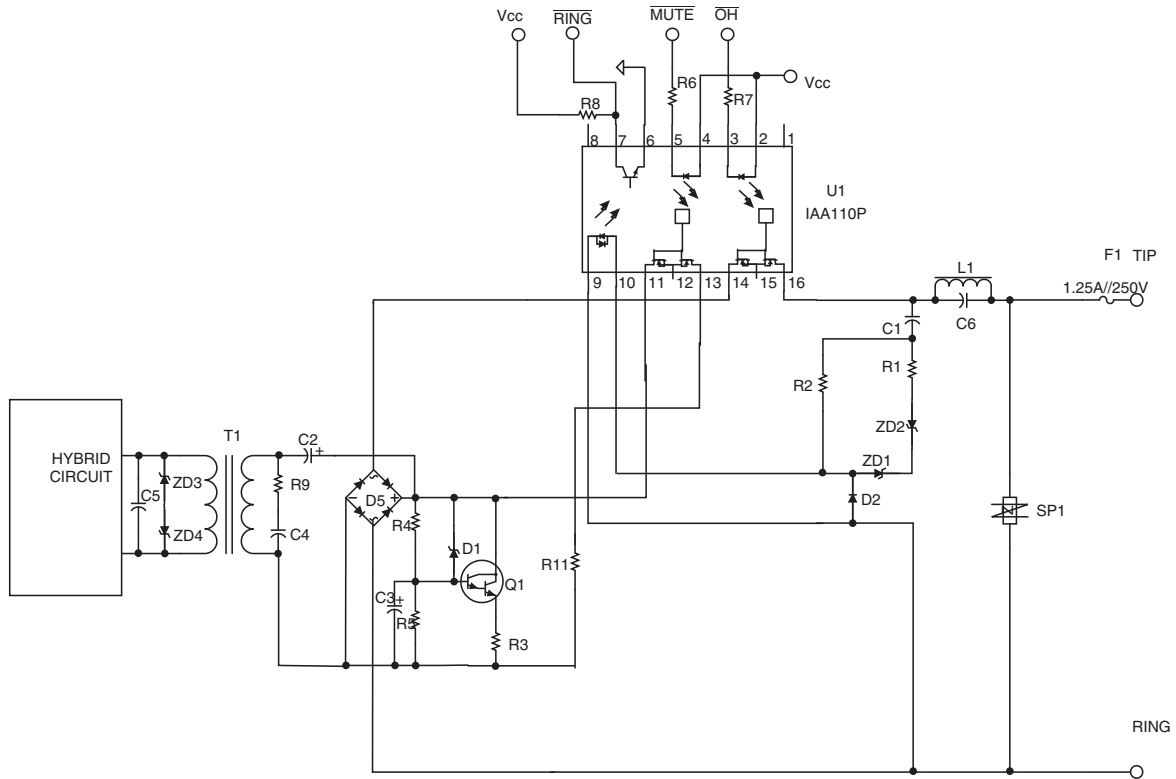 Vcc
RING
MUTE
OH
R6
R7
Vcc
R8
8
7
6
5
4
3
2
1
U1
IAA110P
9
10
11
12
13
14
15
16
F1
TIP
L1
1.25A//250V
C1
C6
R2
R1
ZD2
T1
C2
+
HYBRID
CIRCUIT
ZD3
C5
R9
ZD4
C4
−
D5
+
R4
ZD1
D2
SP1
D1
R11
Q1
C3
+
R5
R3
RING